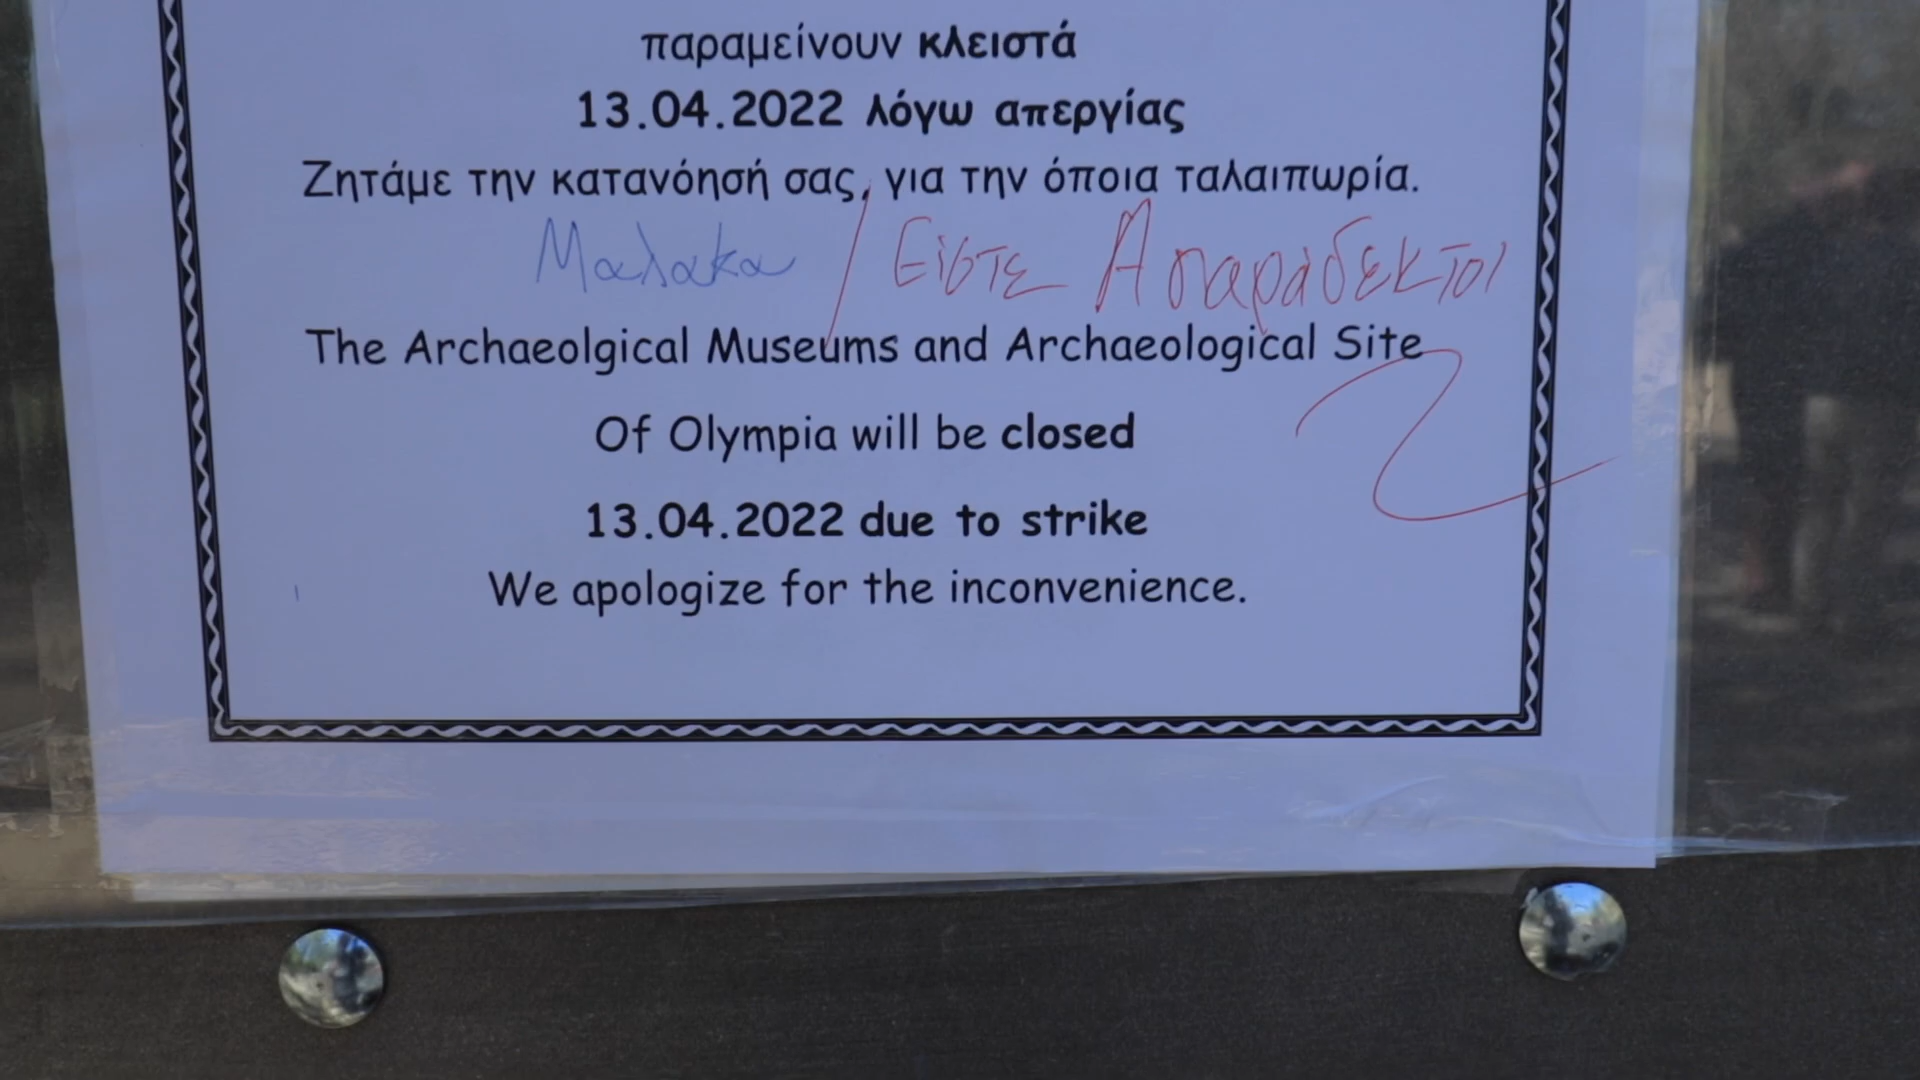 παραμείνουν κλειστά
13.04.2022 λόγω απεργίας
Ζητάμε την κατανόησή σας, για την όποια ταλαιπωρία.
Μαλακα / Είστε Απαράδεκτοι
The Archaeolgical Museums and Archaeological Site
Of Olympia will be closed
13.04.2022 due to strike
We apologize for the inconvenience.